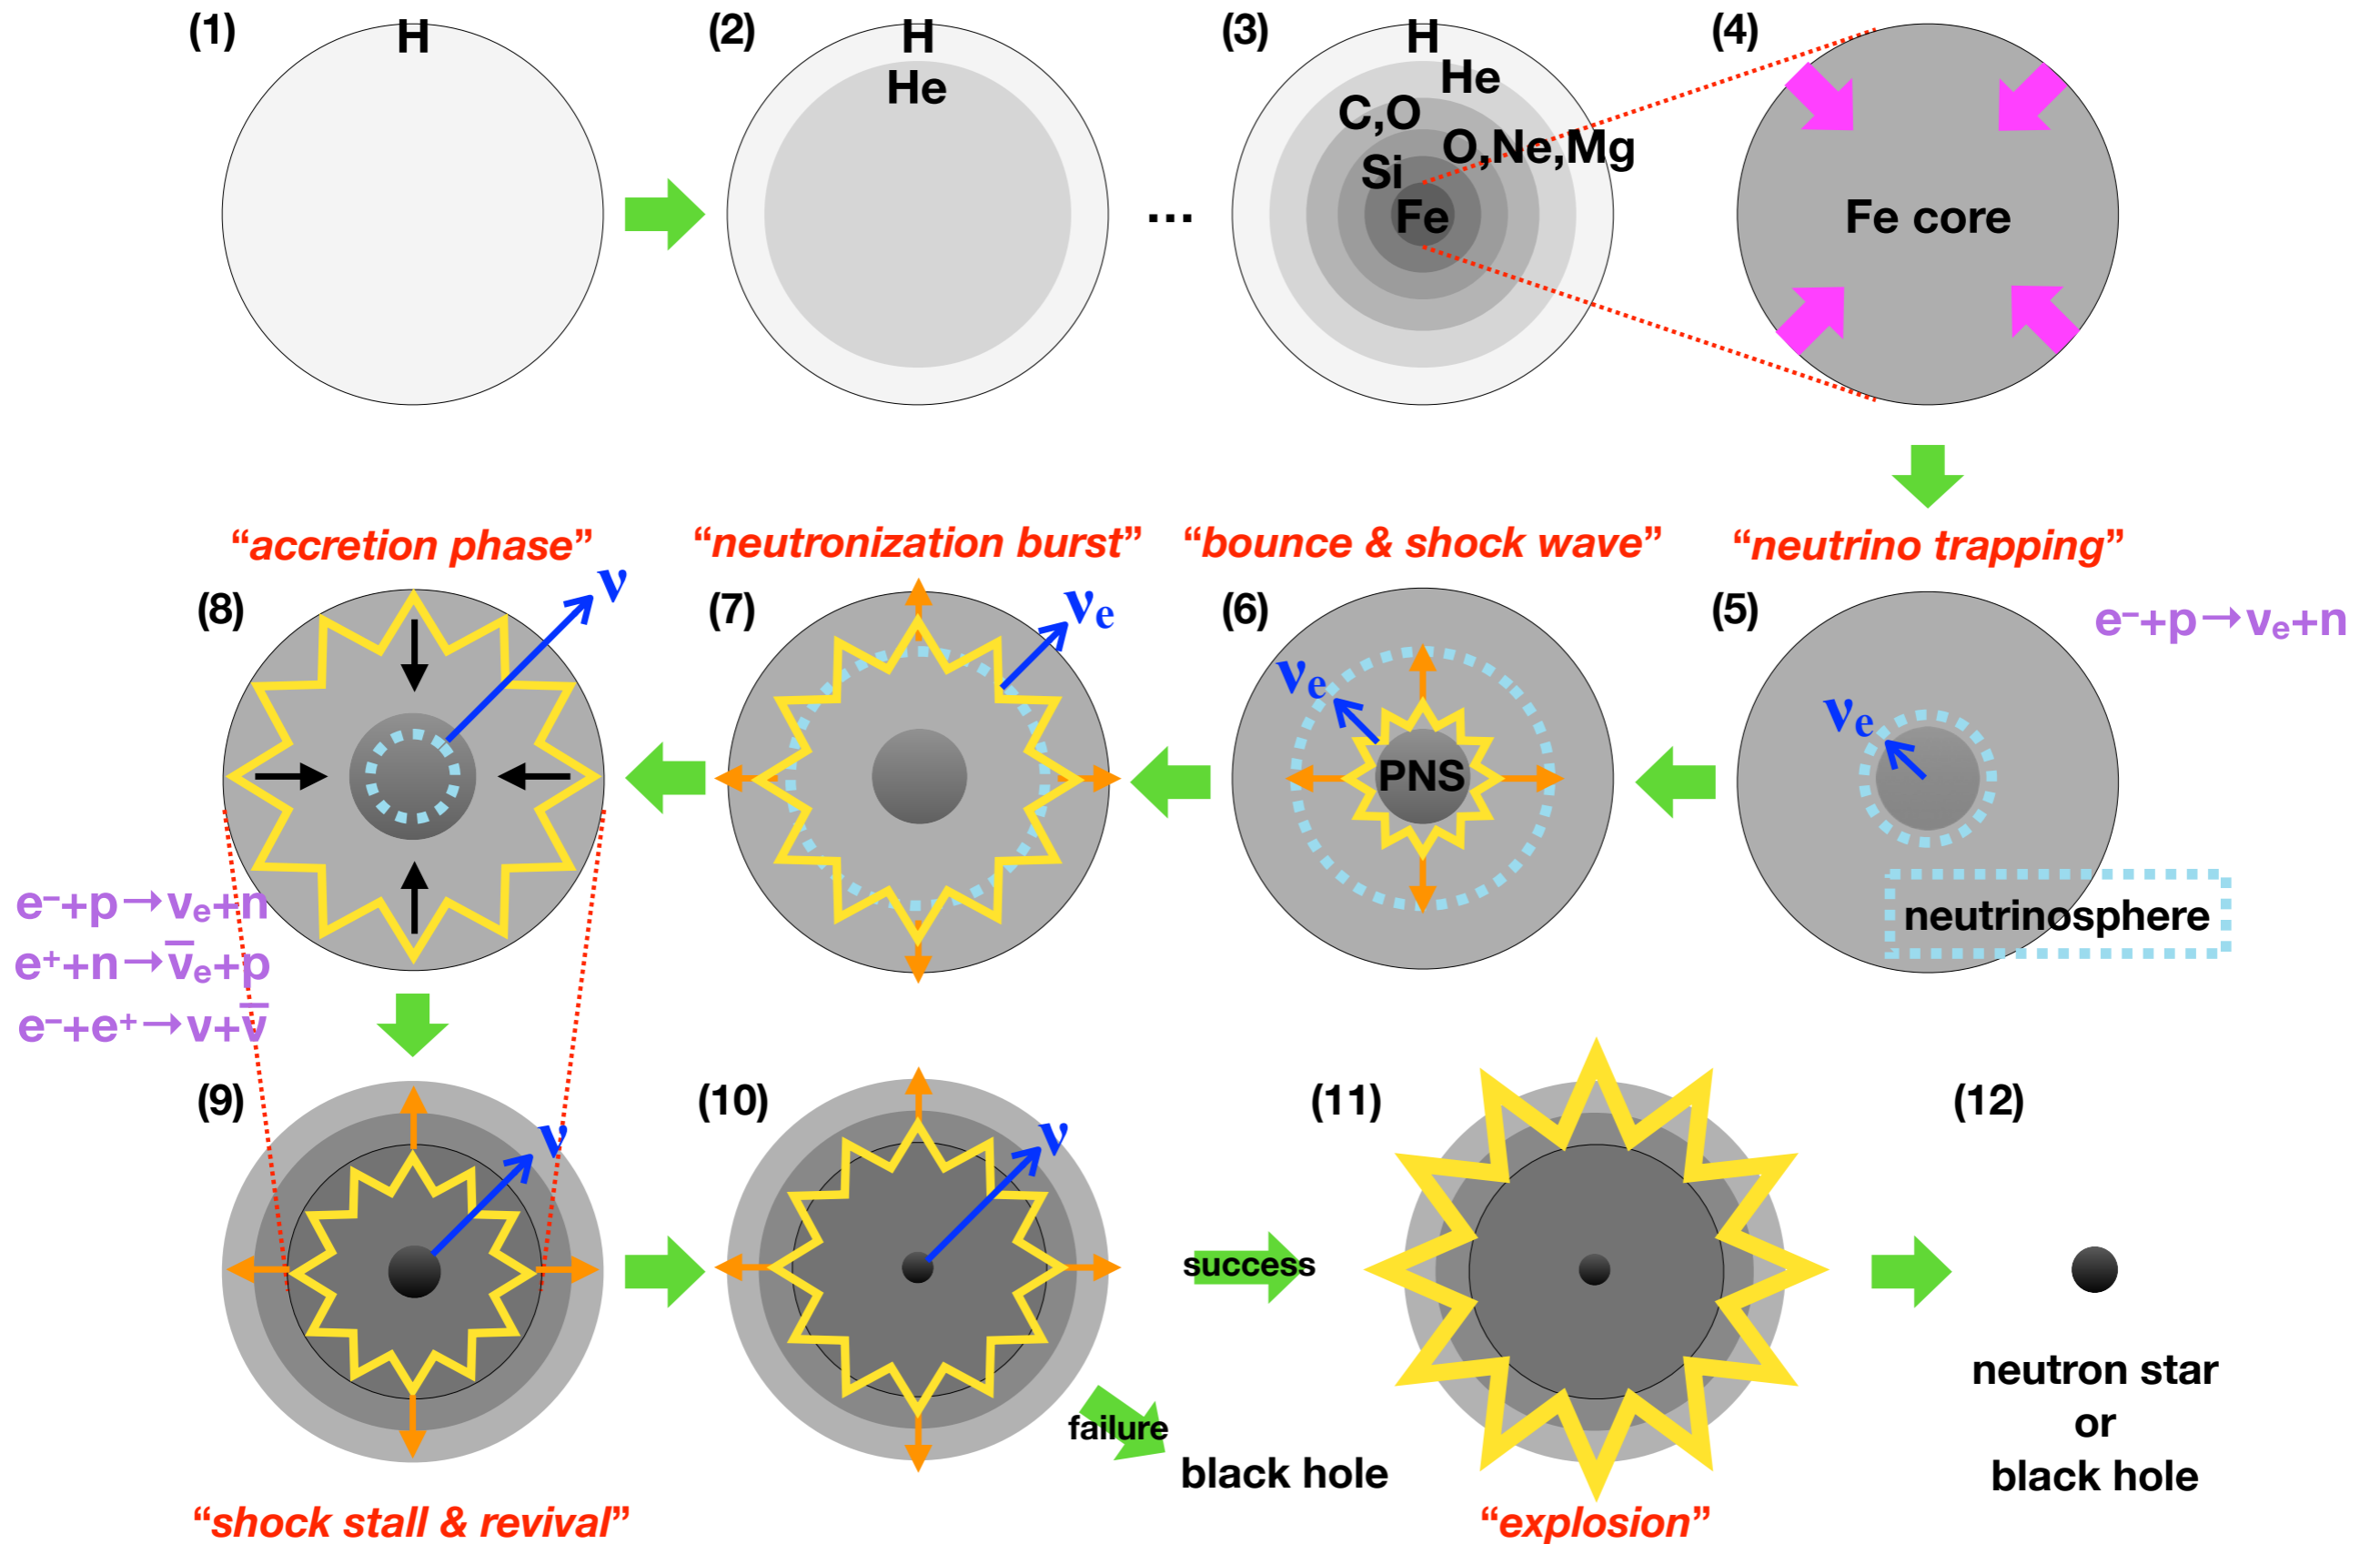 (1)
H
(2)
H
He
...
(3)
H
He
C,O
O,Ne,Mg
Si
Fe
(4)
Fe core
“accretion phase”
“neutronization burst”
“bounce & shock wave”
“neutrino trapping”
(8)
ν
(7)
νe
(6)
νe
PNS
(5)
e⁻+p→νe+n
νe
neutrinosphere
e⁻+p→νe+n
e⁺+n→ν̅e+p
e⁻+e⁺→ν+ν̅
(9)
ν
(10)
ν
success
failure
black hole
(11)
(12)
neutron star
or
black hole
“shock stall & revival”
“explosion”